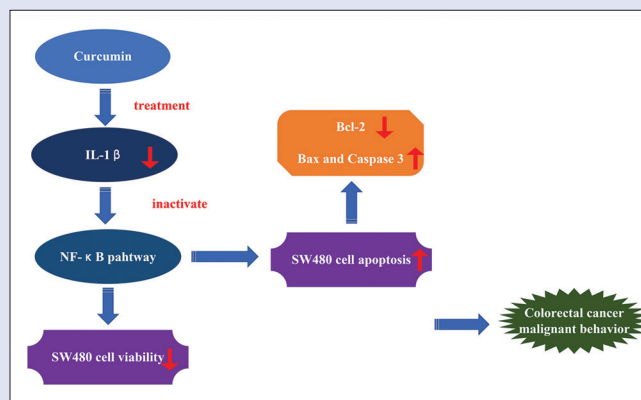 Curcumin
treatment
IL-1 β
inactivate
NF- κ B pahtway
SW480 cell viability
Bcl-2
Bax and Caspase 3
SW480 cell apoptosis
Colorectal cancer
malignant behavior